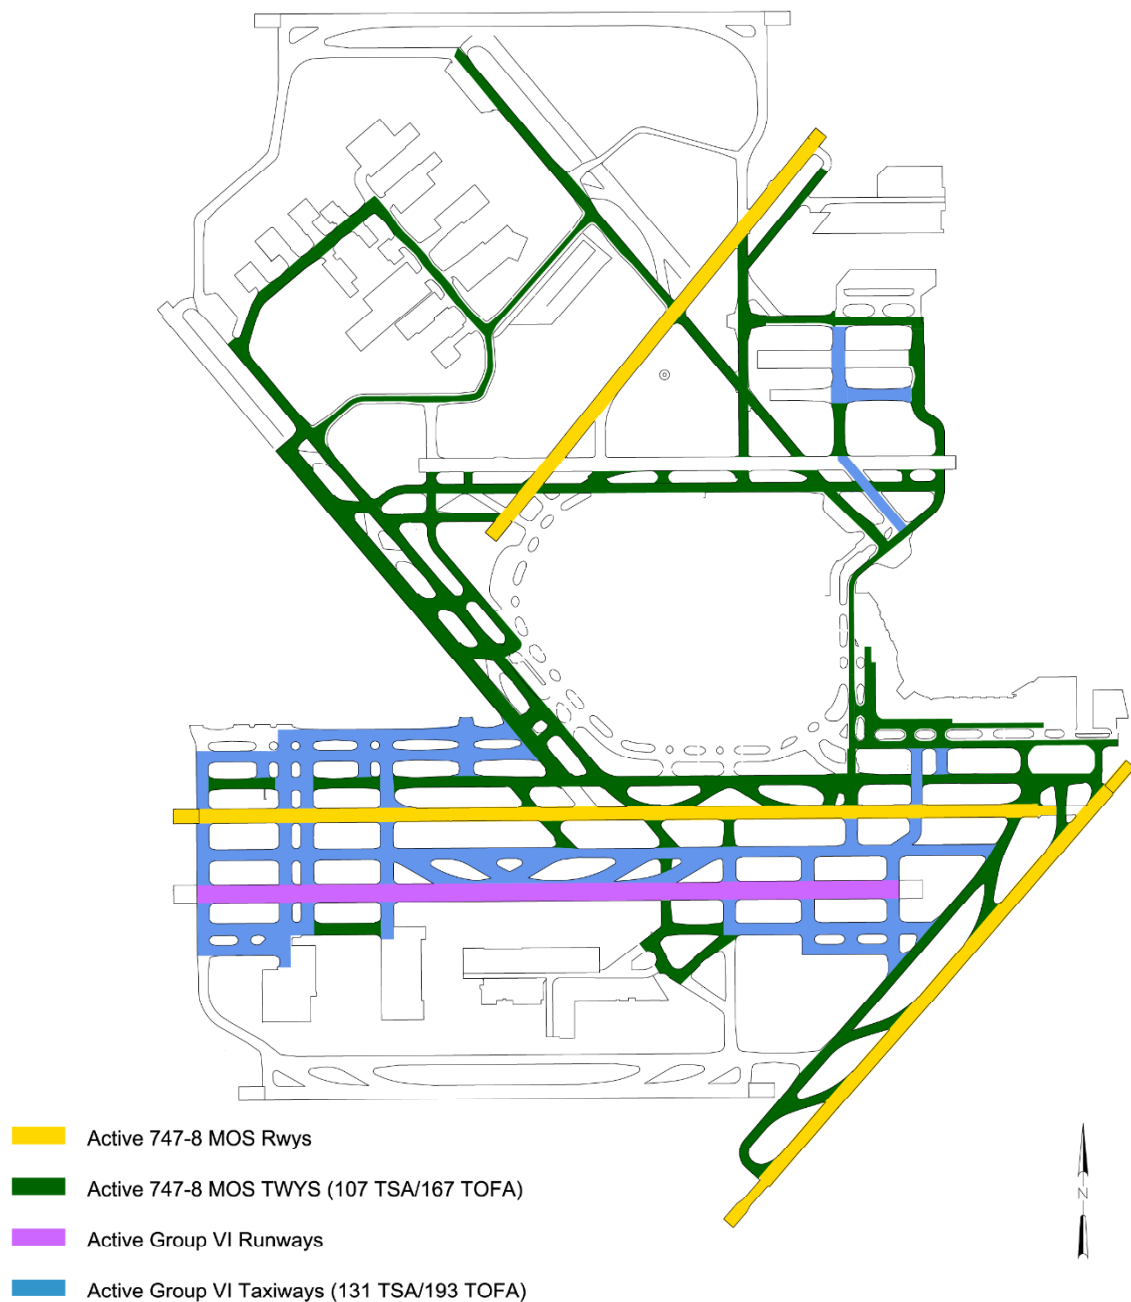 N
Active 747-8 MOS Rwys
Active 747-8 MOS TWYS (107 TSA/167 TOFA)
Active Group VI Runways
Active Group VI Taxiways (131 TSA/193 TOFA)